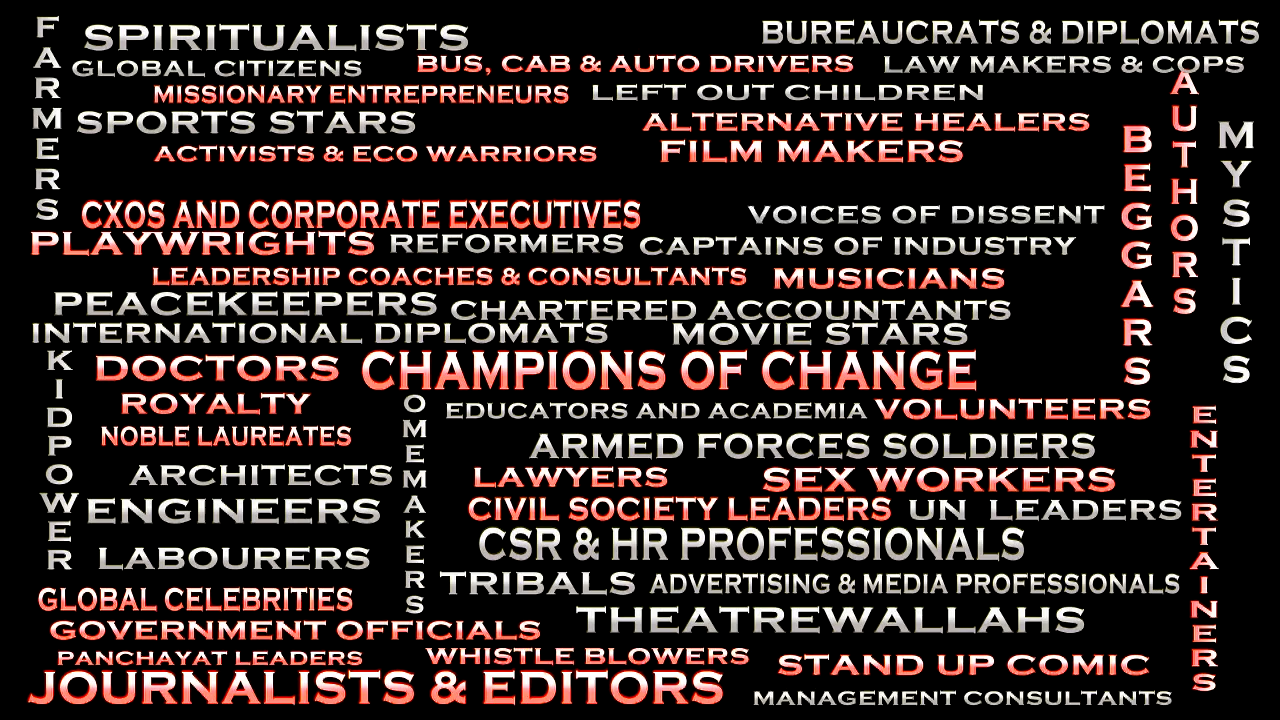 FARMERS
SPIRITUALISTS
BUREAUCRATS & DIPLOMATS
GLOBAL CITIZENS
BUS, CAB & AUTO DRIVERS
LAW MAKERS & COPS
MISSIONARY ENTREPRENEURS
LEFT OUT CHILDREN
AUTHORS
SPORTS STARS
ALTERNATIVE HEALERS
BEGGARS
MYSTICS
ACTIVISTS & ECO WARRIORS
FILM MAKERS
CXOS AND CORPORATE EXECUTIVES
VOICES OF DISSENT
PLAYWRIGHTS
REFORMERS
CAPTAINS OF INDUSTRY
LEADERSHIP COACHES & CONSULTANTS
MUSICIANS
PEACEKEEPERS
CHARTERED ACCOUNTANTS
INTERNATIONAL DIPLOMATS
MOVIE STARS
KIDPOWER
DOCTORS
CHAMPIONS OF CHANGE
ROYALTY
OMEMAKERS
EDUCATORS AND ACADEMIA
VOLUNTEERS
ENTERTAINERS
NOBLE LAUREATES
ARMED FORCES SOLDIERS
ARCHITECTS
LAWYERS
SEX WORKERS
ENGINEERS
CIVIL SOCIETY LEADERS
UN LEADERS
LABOURERS
CSR & HR PROFESSIONALS
TRIBALS
ADVERTISING & MEDIA PROFESSIONALS
GLOBAL CELEBRITIES
THEATREWALLAHS
GOVERNMENT OFFICIALS
PANCHAYAT LEADERS
WHISTLE BLOWERS
STAND UP COMIC
JOURNALISTS & EDITORS
MANAGEMENT CONSULTANTS